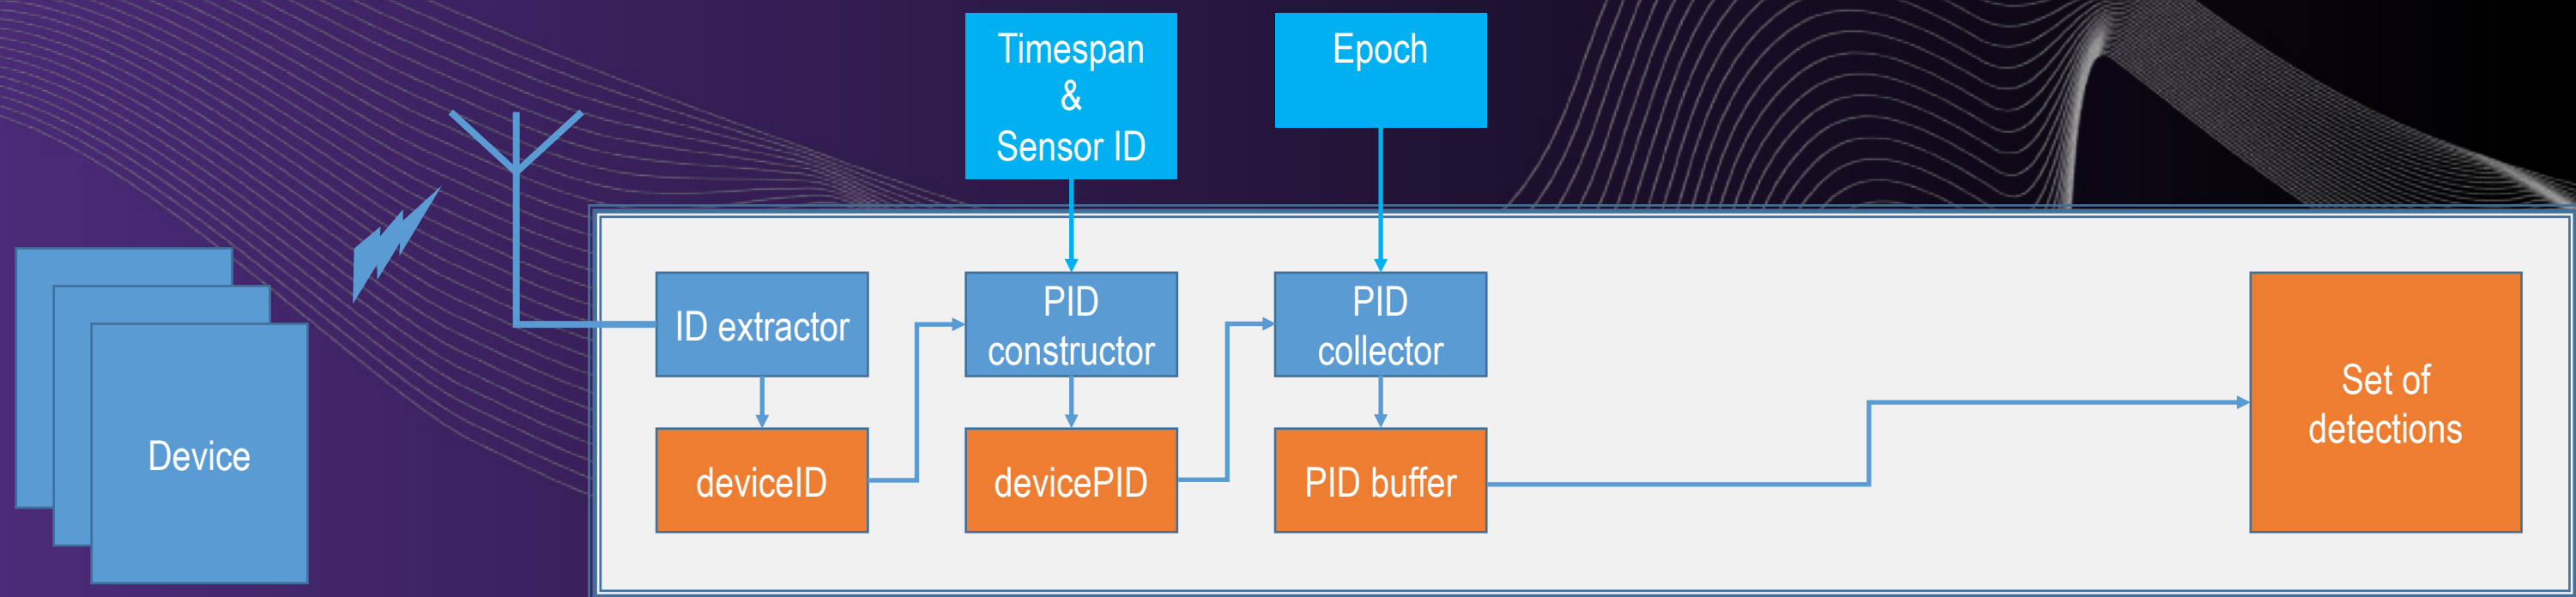 Timespan
&
Sensor ID
Epoch
Device
ID extractor
PID
constructor
PID
collector
deviceID
devicePID
PID buffer
Set of
detections